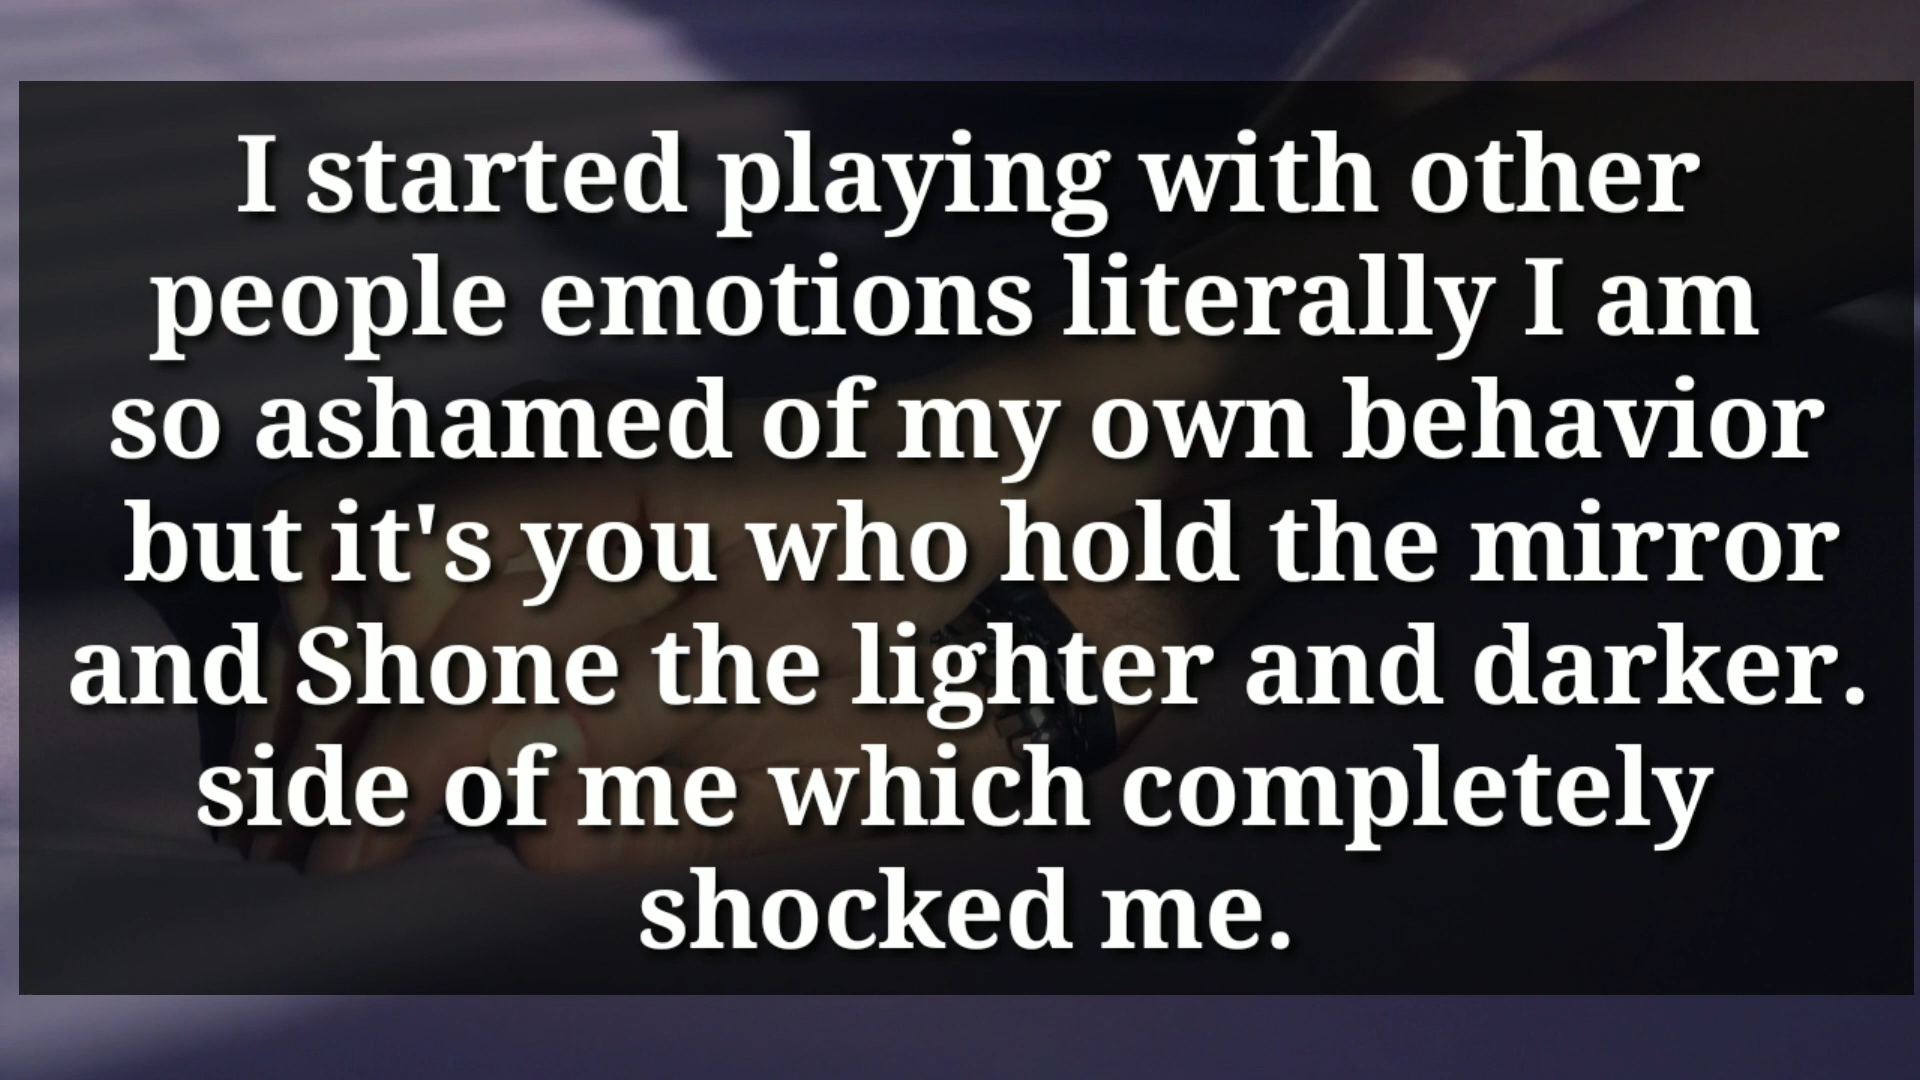 I started playing with other
people emotions literally I am
so ashamed of my own behavior
but it's you who hold the mirror
and Shone the lighter and darker.
side of me which completely
shocked me.